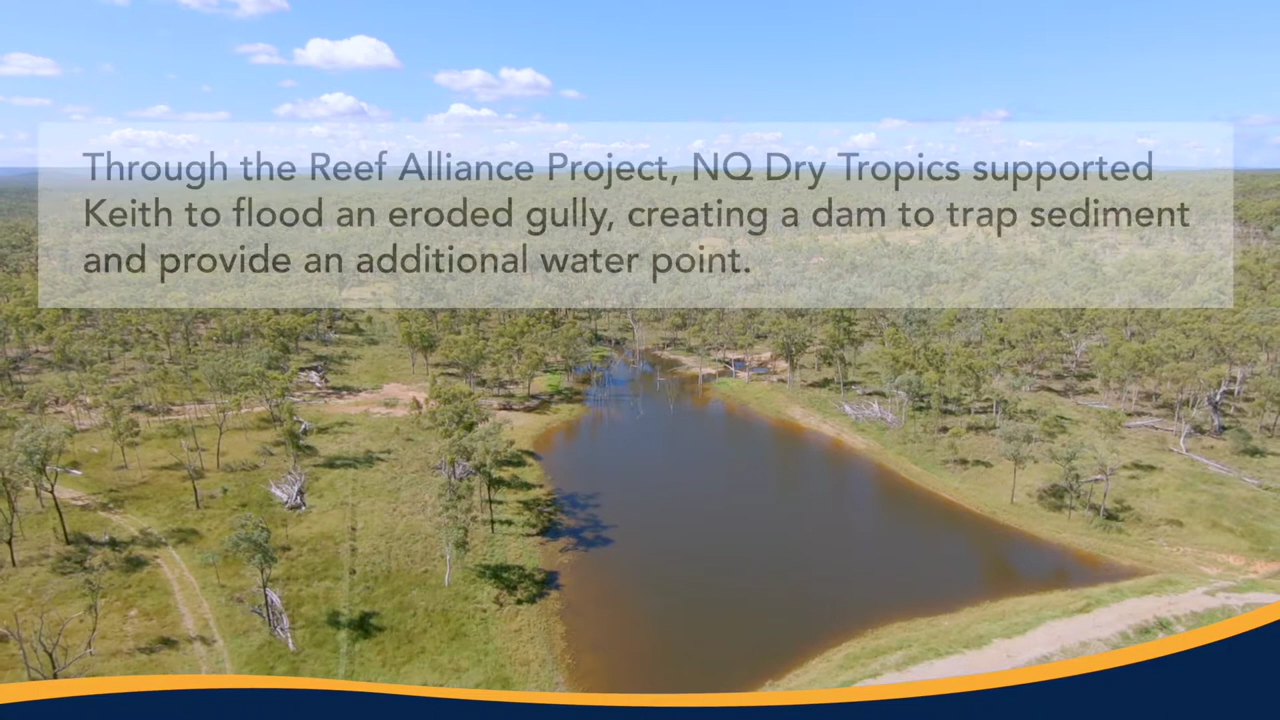 Through the Reef Alliance Project, NQ Dry Tropics supported
Keith to flood an eroded gully, creating a dam to trap sediment
and provide an additional water point.